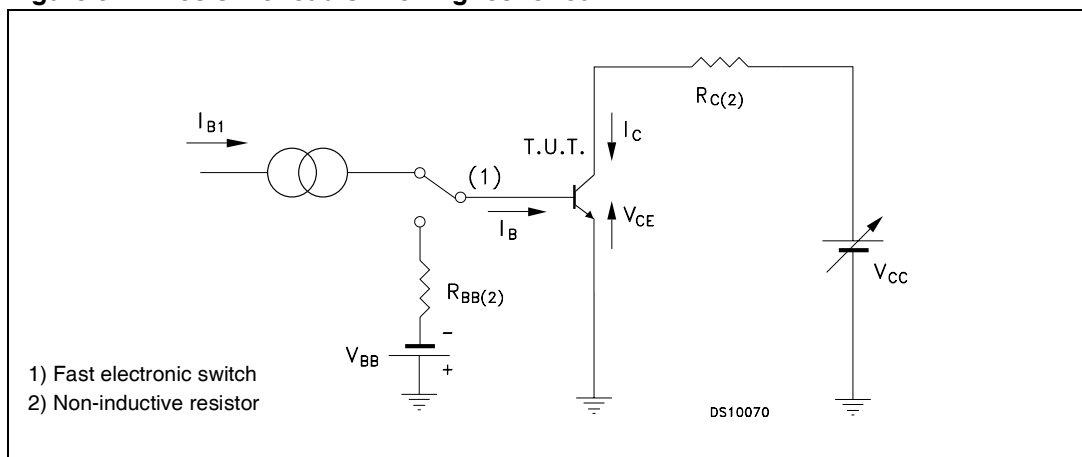 I_B1
R_C(2)
I_C
T.U.T.
(1)
I_B
V_CE
V_CC
R_BB(2)
V_BB
-
+
1) Fast electronic switch
2) Non-inductive resistor
DS10070